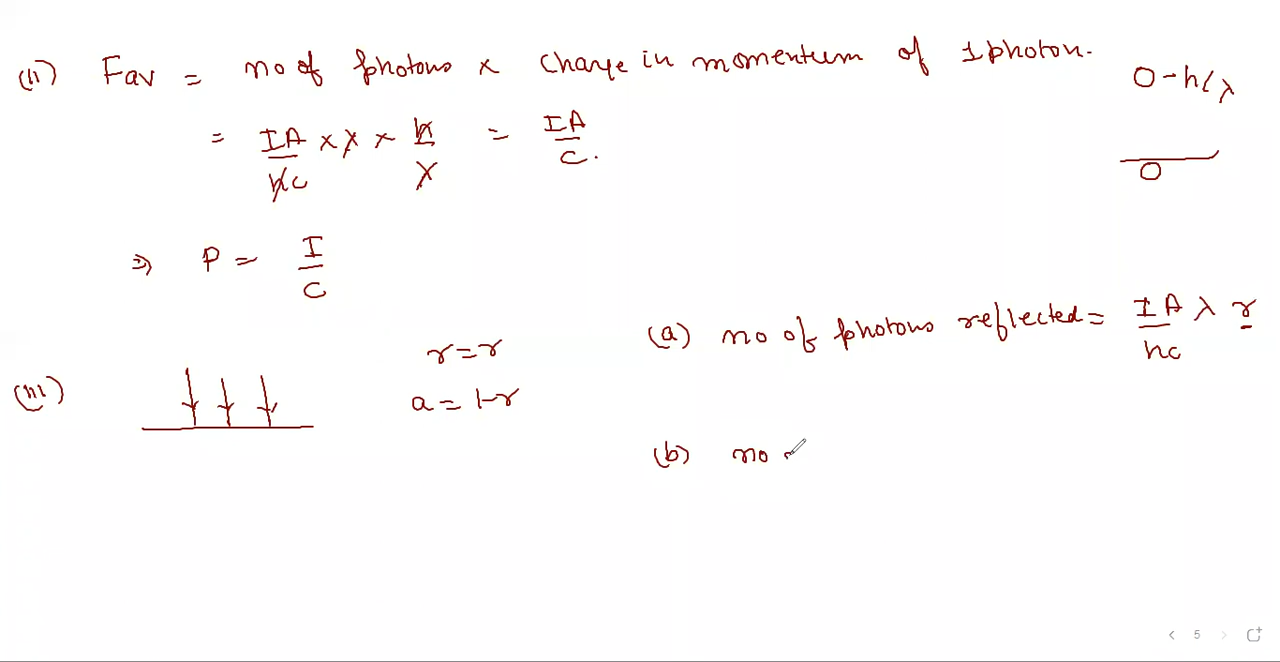 (ii) Fav = no of photons × change in momentum of 1 photon.
0 - h/λ
= IA/hc × λ × h/λ = IA/c.
0
⇒ P = I/c
(a) no of photons reflected = IA/hc λ r
r = r
(iii)
a = 1-r
(b) no
5